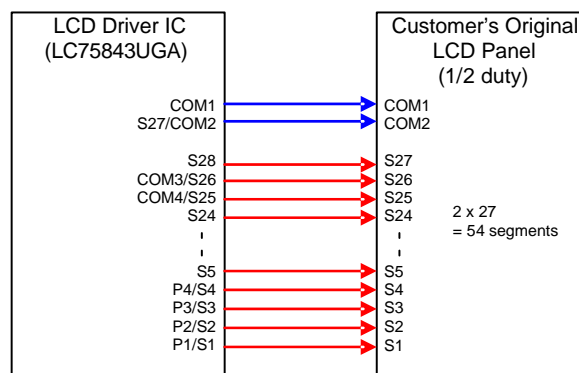 LCD Driver IC
(LC75843UGA)
Customer's Original
LCD Panel
(1/2 duty)
COM1
COM1
S27/COM2
COM2
S28
S27
COM3/S26
S26
COM4/S25
S25
S24
S24
2 x 27
= 54 segments
S5
S5
P4/S4
S4
P3/S3
S3
P2/S2
S2
P1/S1
S1